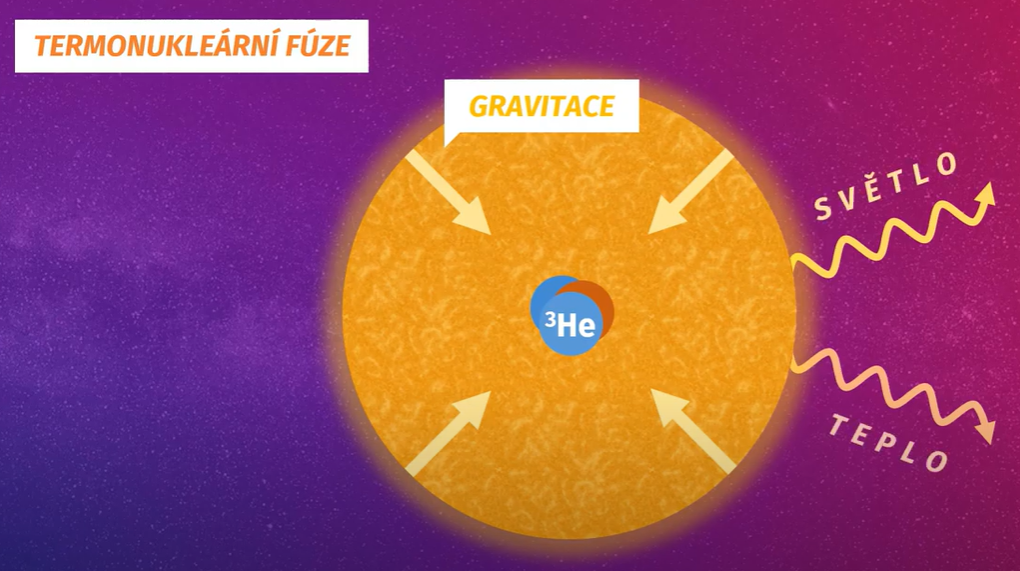 TERMONUKLEÁRNÍ FÚZE
GRAVITACE
SVĚTLO
³He
TEPLO